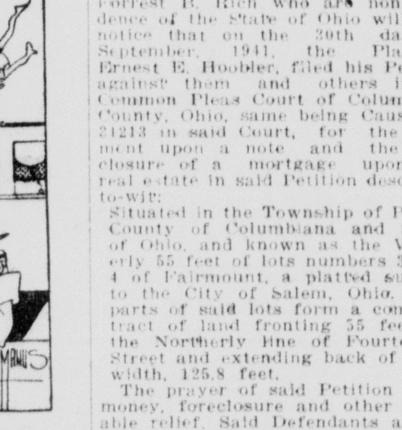 Forrest B. Rich who are non
dence of the State of Ohio wil
notice that on the 30th da
September, 1941, the Pla
Ernest E. Hoobler, filed his Pe
against them and others i
Common Pleas Court of Colum
County, Ohio, same being Caus
31213 in said Court, for the
ment upon a note and the
closure of a mortgage upon
real estate in said Petition desc
to-wit:
Situated in the Township of P
County of Columbiana and
of Ohio, and known as the W
erly 55 feet of lots numbers 3
4 of Fairmount, a platted su
to the City of Salem, Ohio.
parts of said lots form a con
tract of land fronting 55 fee
the Northerly line of Fourte
Street and extending back of
width, 125.8 feet.
The prayer of said Petition
money, foreclosure and other
able relief. Said Defendants a